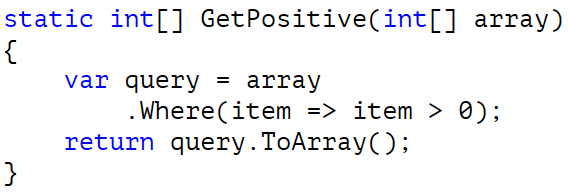 static int[] GetPositive(int[] array)
{
    var query = array
        .Where(item => item > 0);
    return query.ToArray();
}